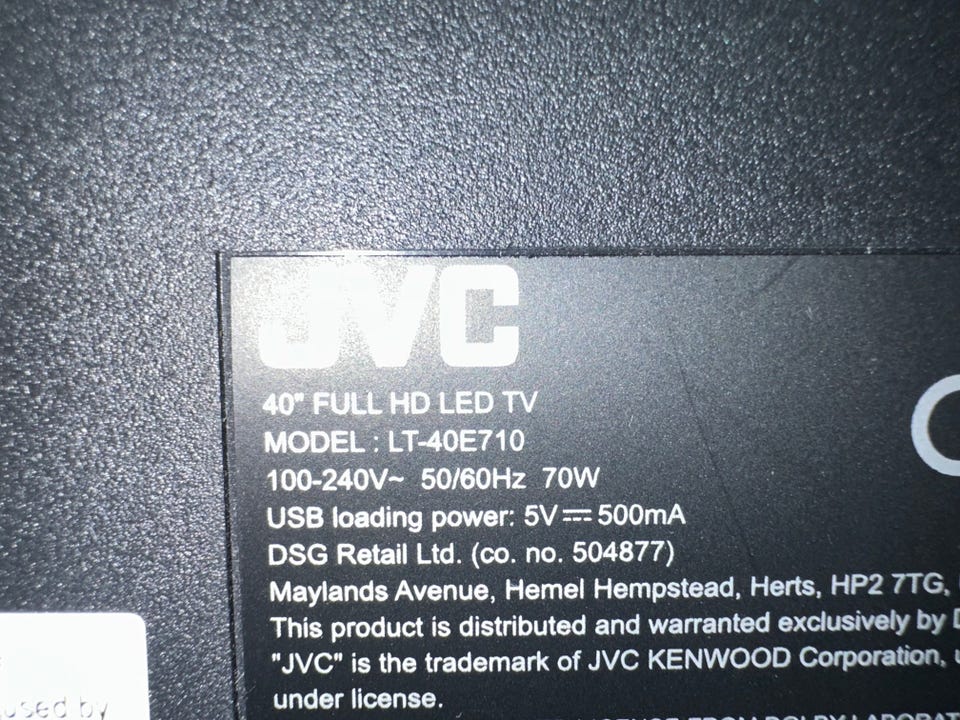 JVC
40" FULL HD LED TV
MODEL : LT-40E710
100-240V~ 50/60Hz 70W
USB loading power: 5V⎓500mA
DSG Retail Ltd. (co. no. 504877)
Maylands Avenue, Hemel Hempstead, Herts, HP2 7TG,
This product is distributed and warranted exclusively by D
"JVC" is the trademark of JVC KENWOOD Corporation, u
under license.
used by